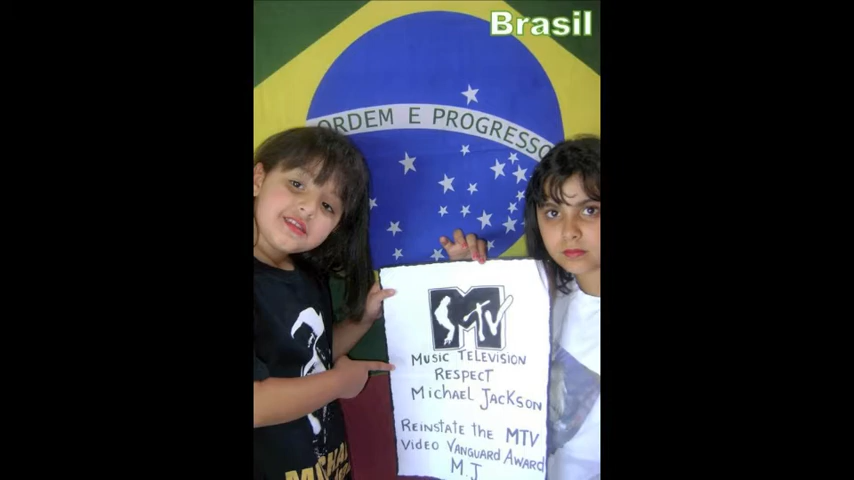 Brasil
ORDEM E PROGRESSO
MTV
MUSIC TELEVISION
RESPECT
MICHAEL JACKSON
REINSTATE the MTV
VIDEO VANGUARD AWARD
M.J